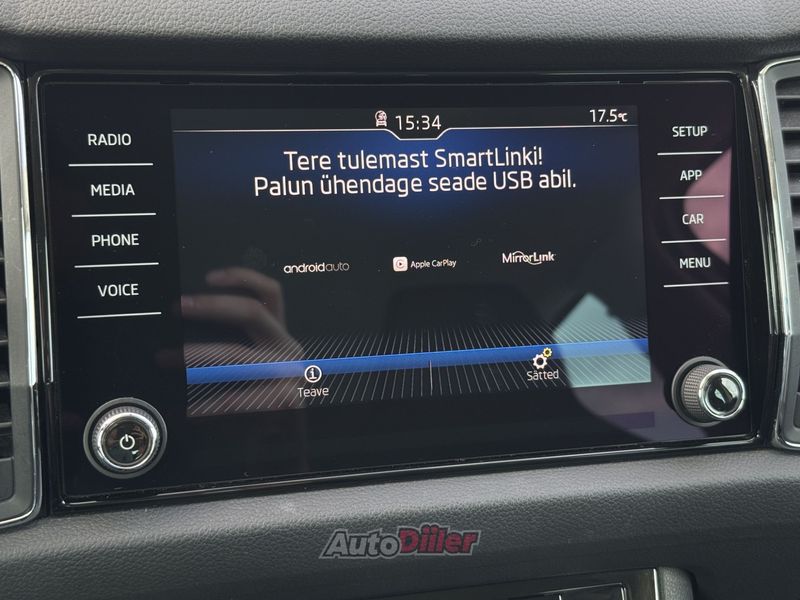 15:34
17.5°C
Tere tulemast SmartLinki!
Palun ühendage seade USB abil.
androidauto
Apple CarPlay
MirrorLink
Teave
Sätted
RADIO
MEDIA
PHONE
VOICE
SETUP
APP
CAR
MENU
AutoDiiler